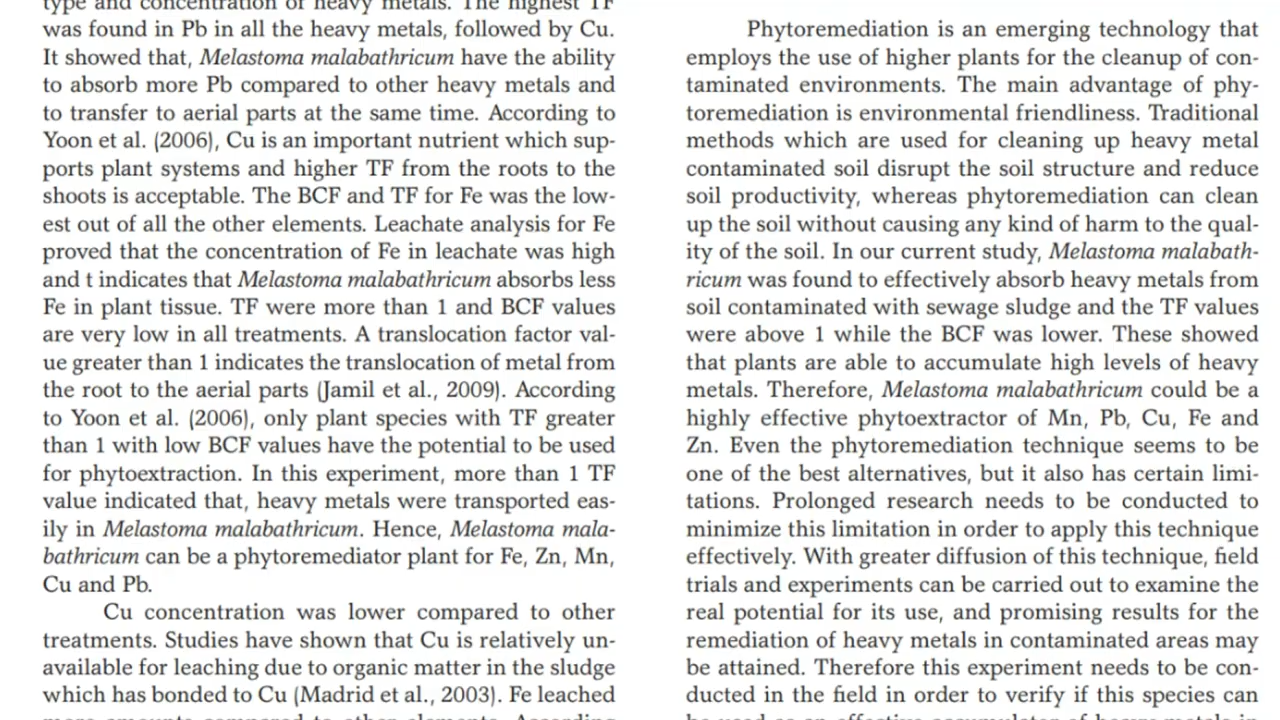 type and concentration of heavy metals. The highest TF
was found in Pb in all the heavy metals, followed by Cu.
It showed that, Melastoma malabathricum have the ability
to absorb more Pb compared to other heavy metals and
to transfer to aerial parts at the same time. According to
Yoon et al. (2006), Cu is an important nutrient which sup-
ports plant systems and higher TF from the roots to the
shoots is acceptable. The BCF and TF for Fe was the low-
est out of all the other elements. Leachate analysis for Fe
proved that the concentration of Fe in leachate was high
and t indicates that Melastoma malabathricum absorbs less
Fe in plant tissue. TF were more than 1 and BCF values
are very low in all treatments. A translocation factor val-
ue greater than 1 indicates the translocation of metal from
the root to the aerial parts (Jamil et al., 2009). According
to Yoon et al. (2006), only plant species with TF greater
than 1 with low BCF values have the potential to be used
for phytoextraction. In this experiment, more than 1 TF
value indicated that, heavy metals were transported eas-
ily in Melastoma malabathricum. Hence, Melastoma mala-
bathricum can be a phytoremediator plant for Fe, Zn, Mn,
Cu and Pb.
Cu concentration was lower compared to other
treatments. Studies have shown that Cu is relatively un-
available for leaching due to organic matter in the sludge
which has bonded to Cu (Madrid et al., 2003). Fe leached
more amounts compared to other elements. According
Phytoremediation is an emerging technology that
employs the use of higher plants for the cleanup of con-
taminated environments. The main advantage of phy-
toremediation is environmental friendliness. Traditional
methods which are used for cleaning up heavy metal
contaminated soil disrupt the soil structure and reduce
soil productivity, whereas phytoremediation can clean
up the soil without causing any kind of harm to the qual-
ity of the soil. In our current study, Melastoma malabath-
ricum was found to effectively absorb heavy metals from
soil contaminated with sewage sludge and the TF values
were above 1 while the BCF was lower. These showed
that plants are able to accumulate high levels of heavy
metals. Therefore, Melastoma malabathricum could be a
highly effective phytoextractor of Mn, Pb, Cu, Fe and
Zn. Even the phytoremediation technique seems to be
one of the best alternatives, but it also has certain limi-
tations. Prolonged research needs to be conducted to
minimize this limitation in order to apply this technique
effectively. With greater diffusion of this technique, field
trials and experiments can be carried out to examine the
real potential for its use, and promising results for the
remediation of heavy metals in contaminated areas may
be attained. Therefore this experiment needs to be con-
ducted in the field in order to verify if this species can
be used as an effective accumulator of heavy metals in